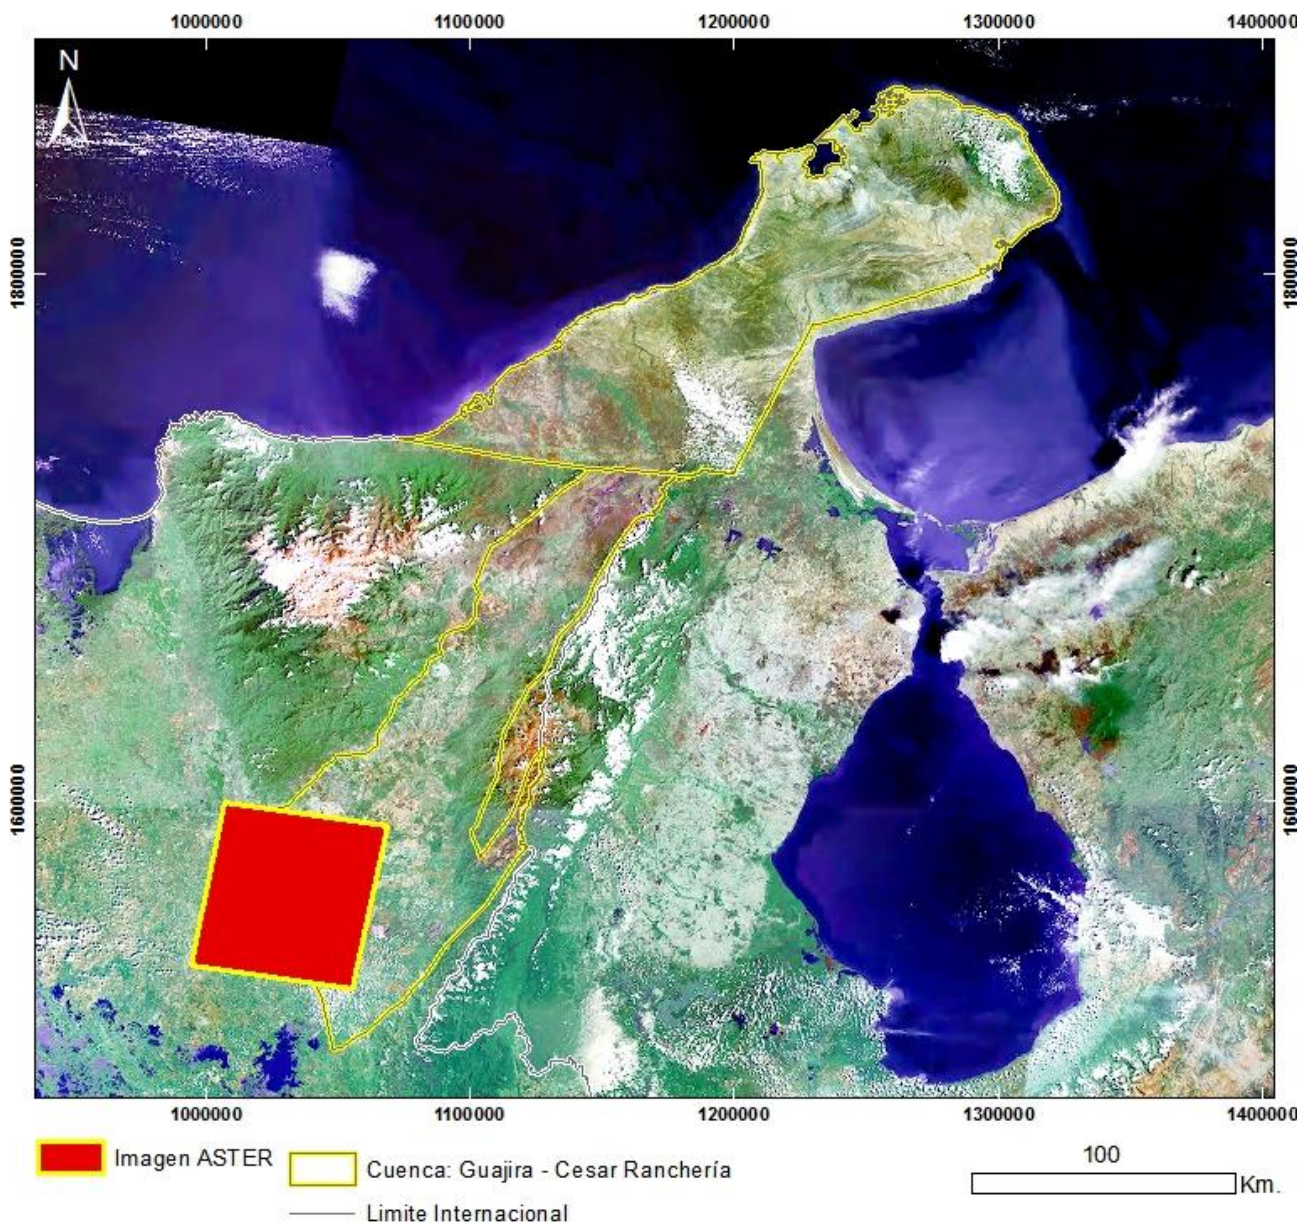 1000000 1100000 1200000 1300000 1400000
N
1800000 1800000
1600000 1600000
1000000 1100000 1200000 1300000 1400000
Imagen ASTER
Cuenca: Guajira - Cesar Ranchería
100
Km.
Limite Internacional